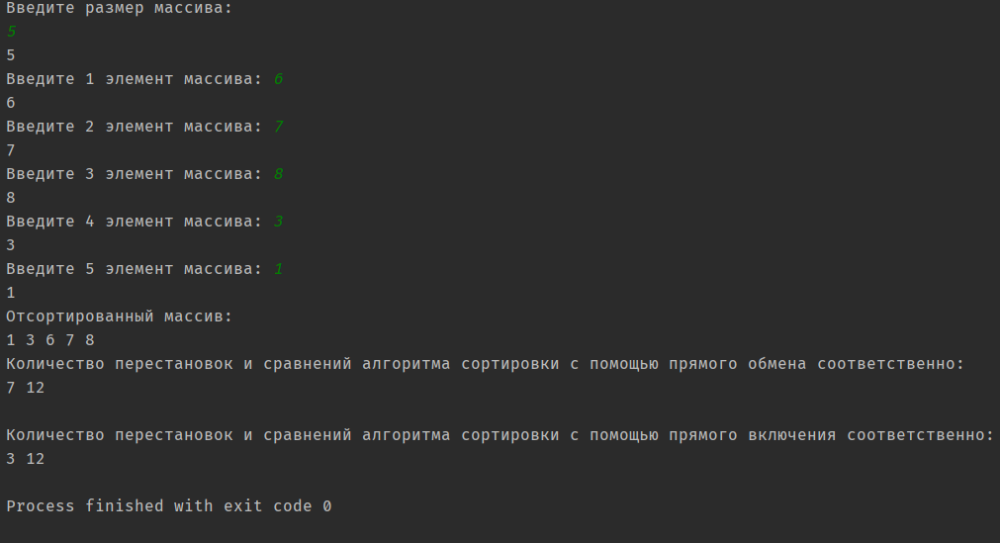 Введите размер массива:
5
5
Введите 1 элемент массива: 6
6
Введите 2 элемент массива: 7
7
Введите 3 элемент массива: 8
8
Введите 4 элемент массива: 3
3
Введите 5 элемент массива: 1
1
Отсортированный массив:
1 3 6 7 8
Количество перестановок и сравнений алгоритма сортировки с помощью прямого обмена соответственно:
7 12
Количество перестановок и сравнений алгоритма сортировки с помощью прямого включения соответственно:
3 12
Process finished with exit code 0